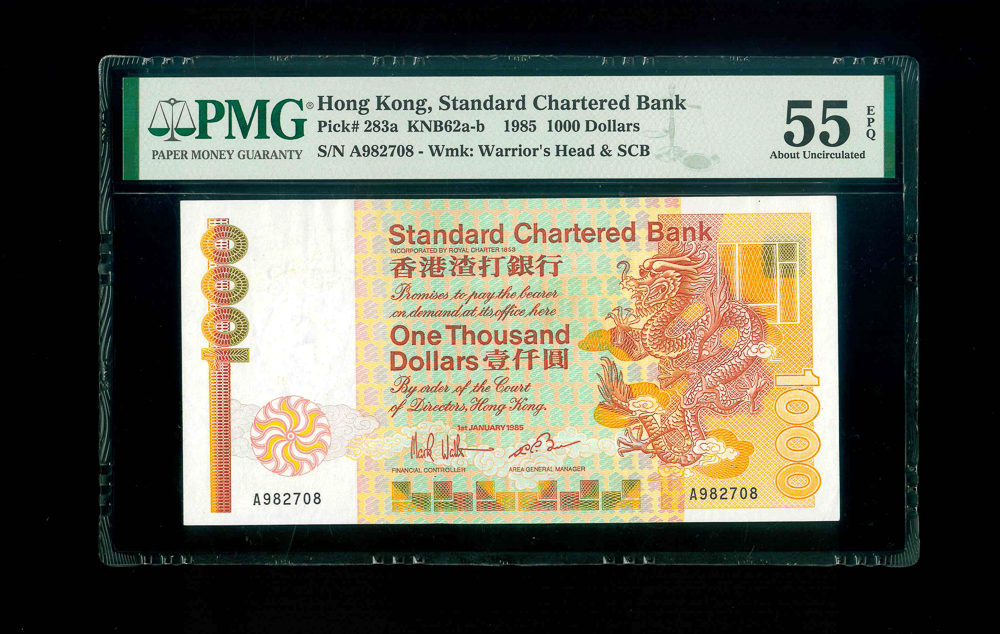 PMG®
PAPER MONEY GUARANTY
Hong Kong, Standard Chartered Bank
Pick# 283a KNB62a-b 1985 1000 Dollars
S/N A982708 - Wmk: Warrior's Head & SCB
55
EPQ
About Uncirculated
1000
Standard Chartered Bank
INCORPORATED BY ROYAL CHARTER 1853
香港渣打銀行
Promises to pay the bearer
on demand at its office here
One Thousand
Dollars 壹仟圓
By order of the Court
of Directors, Hong Kong.
1st JANUARY 1985
FINANCIAL CONTROLLER
AREA GENERAL MANAGER
A982708
A982708
1000